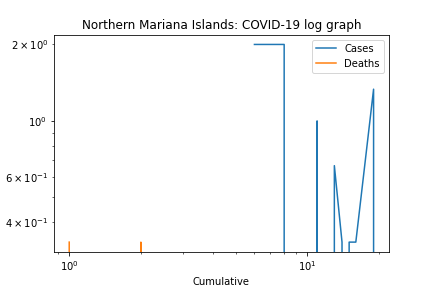 Northern Mariana Islands: COVID-19 log graph
Cases
Deaths
2 × 10⁰
10⁰
6 × 10⁻¹
4 × 10⁻¹
10⁰ 10¹
Cumulative